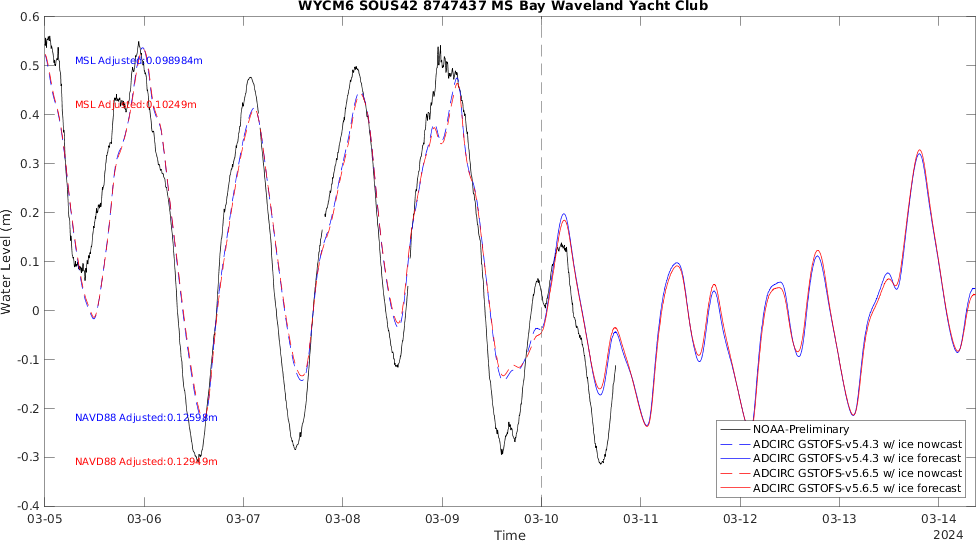 WYCM6 SOUS42 8747437 MS Bay Waveland Yacht Club
0.6
0.5
0.4
0.3
0.2
0.1
0
-0.1
-0.2
-0.3
-0.4
Water Level (m)
MSL Adjusted:0.098984m
MSL Adjusted:0.10249m
NAVD88 Adjusted:0.12598m
NAVD88 Adjusted:0.12949m
NOAA-Preliminary
ADCIRC GSTOFS-v5.4.3 w/ ice nowcast
ADCIRC GSTOFS-v5.4.3 w/ ice forecast
ADCIRC GSTOFS-v5.6.5 w/ ice nowcast
ADCIRC GSTOFS-v5.6.5 w/ ice forecast
03-05 03-06 03-07 03-08 03-09 03-10 03-11 03-12 03-13 03-14
Time
2024